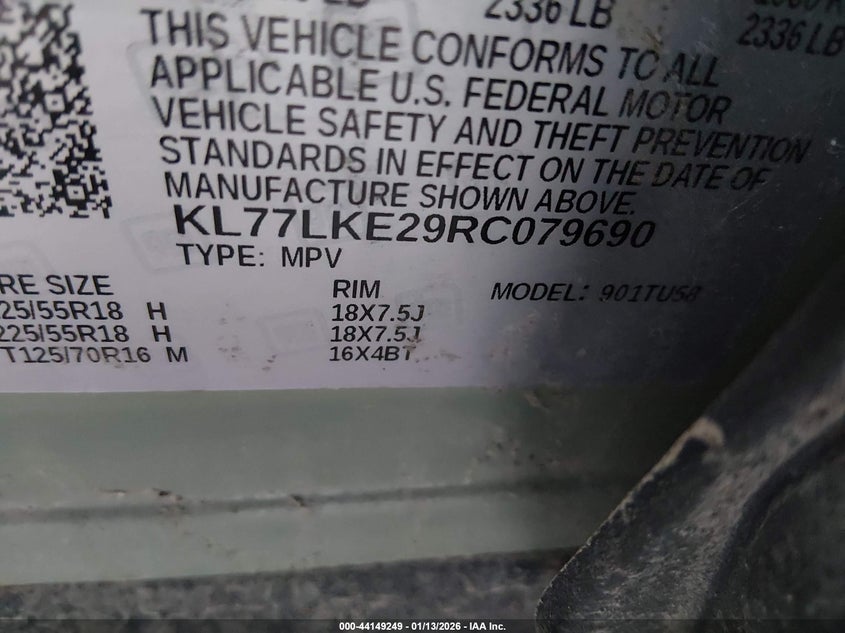 2336 LB
2336 LB
THIS VEHICLE CONFORMS TO ALL
APPLICABLE U.S. FEDERAL MOTOR
VEHICLE SAFETY AND THEFT PREVENTION
STANDARDS IN EFFECT ON THE DATE OF
MANUFACTURE SHOWN ABOVE.
KL77LKE29RC079690
TYPE: MPV
RE SIZE RIM MODEL: 901TU58
25/55R18 H 18X7.5J
225/55R18 H 18X7.5J
T125/70R16 M 16X4BT
000-44149249 - 01/13/2026 - IAA Inc.